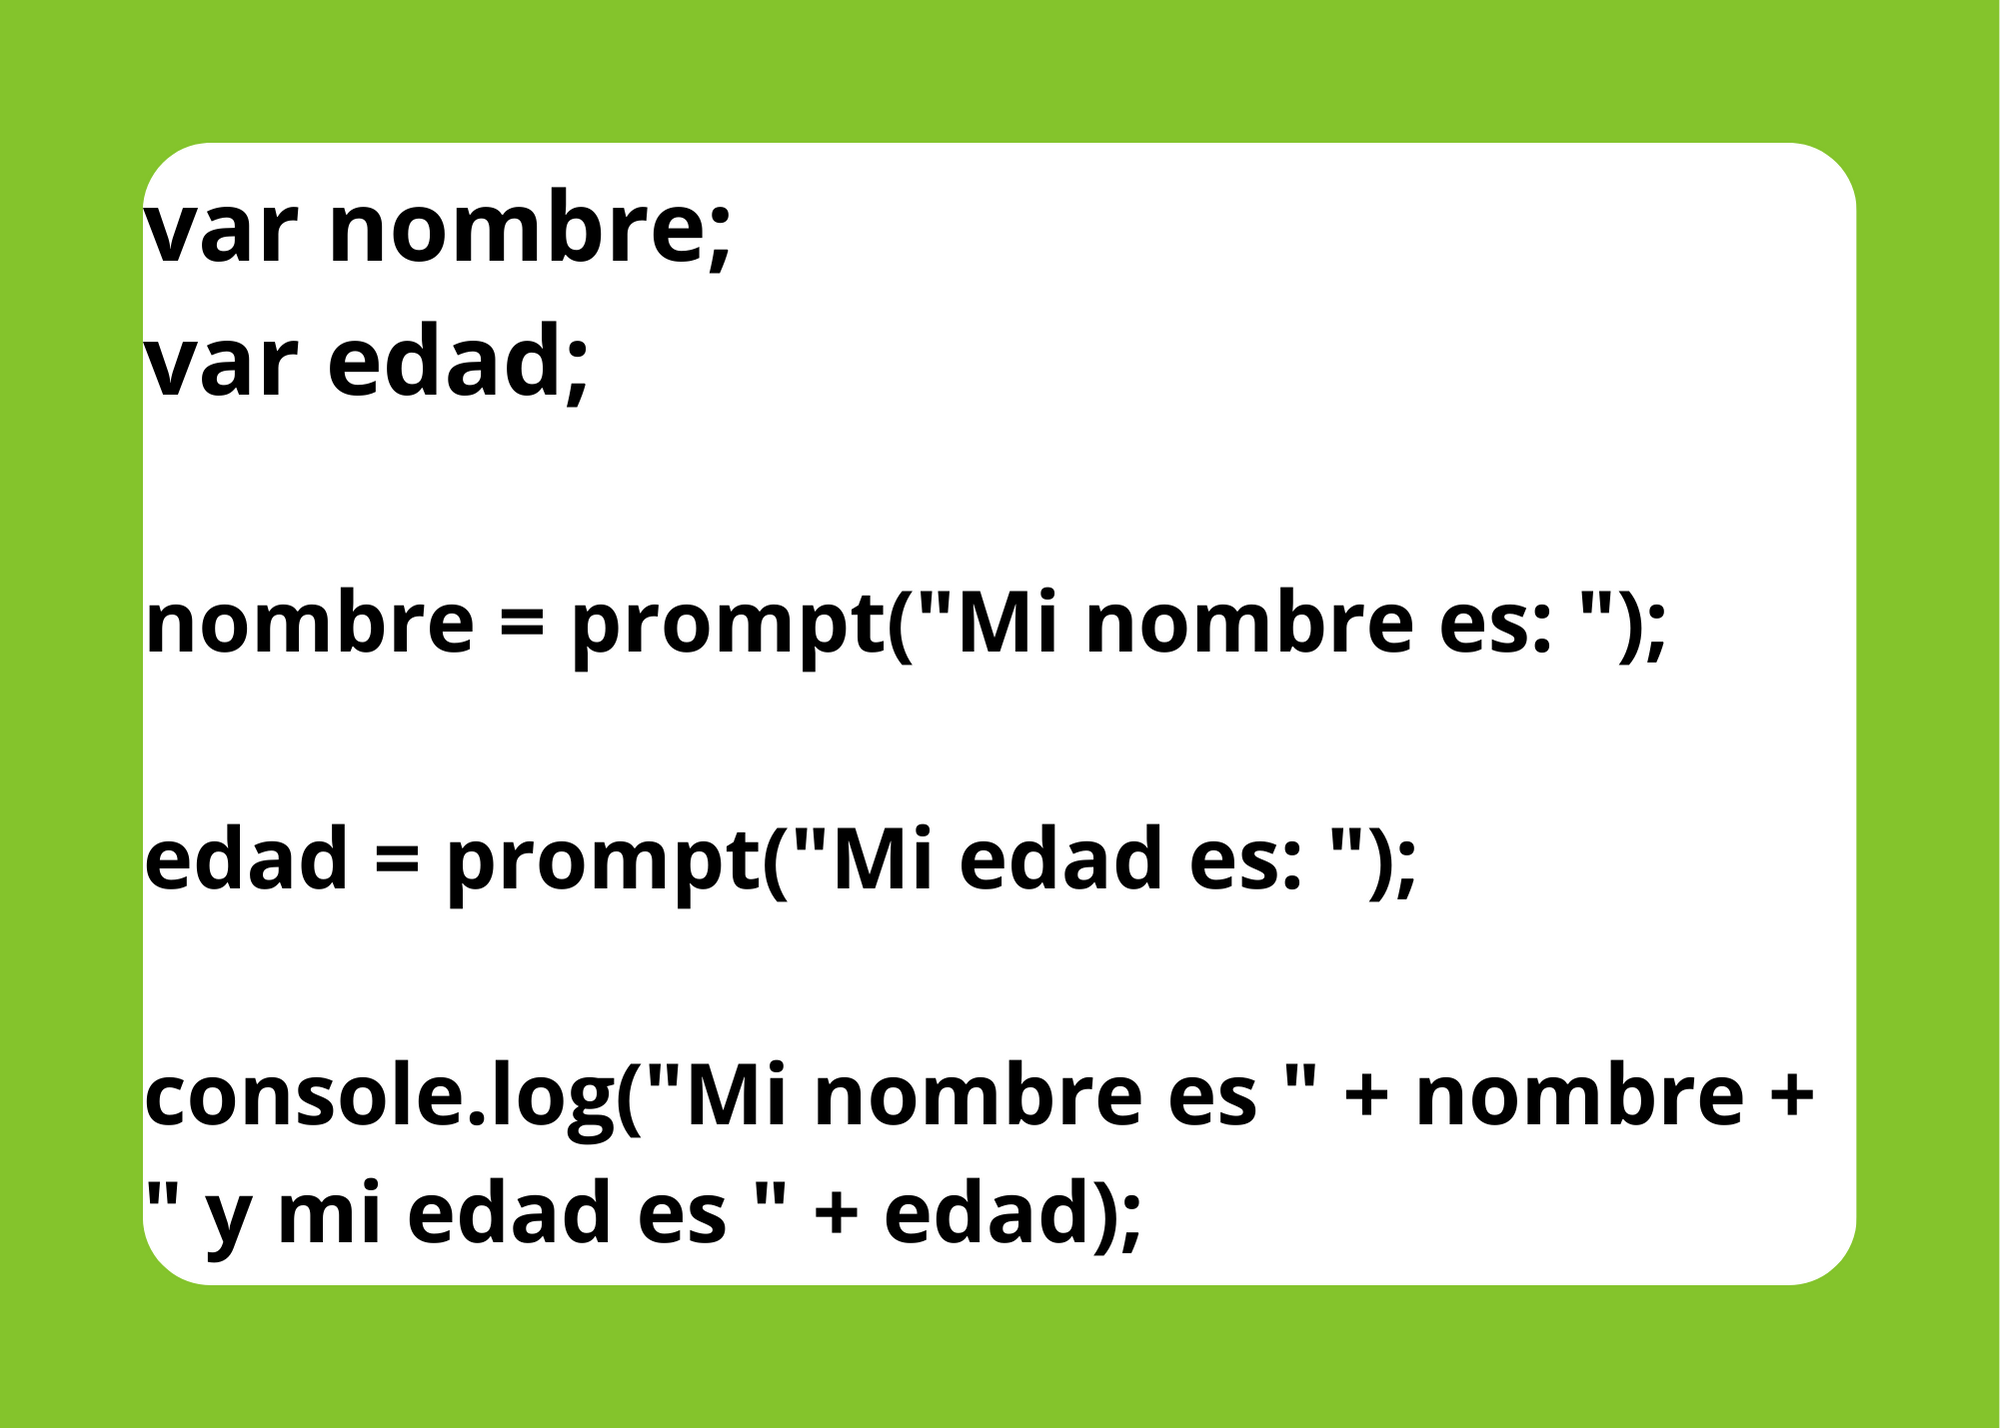 var nombre;
var edad;
nombre = prompt("Mi nombre es: ");
edad = prompt("Mi edad es: ");
console.log("Mi nombre es " + nombre +
" y mi edad es " + edad);